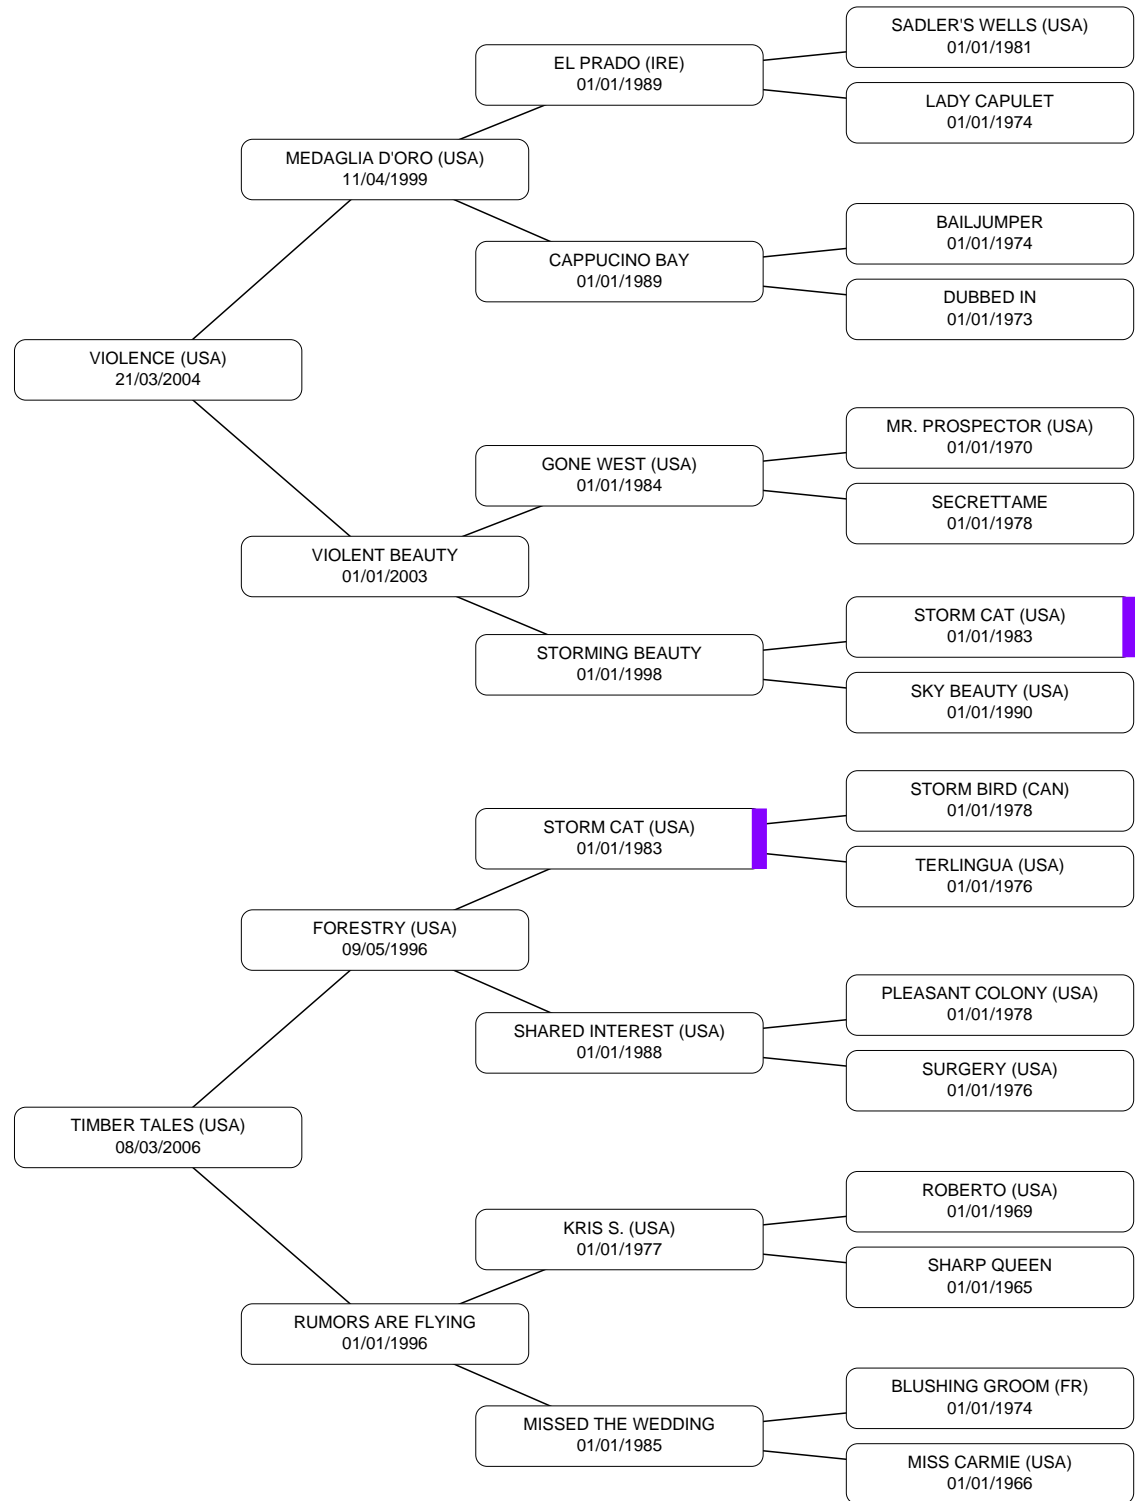 SADLER'S WELLS (USA)
01/01/1981
EL PRADO (IRE)
01/01/1989
LADY CAPULET
01/01/1974
MEDAGLIA D'ORO (USA)
11/04/1999
BAILJUMPER
01/01/1974
CAPPUCINO BAY
01/01/1989
DUBBED IN
01/01/1973
VIOLENCE (USA)
21/03/2004
MR. PROSPECTOR (USA)
01/01/1970
GONE WEST (USA)
01/01/1984
SECRETTAME
01/01/1978
VIOLENT BEAUTY
01/01/2003
STORM CAT (USA)
01/01/1983
STORMING BEAUTY
01/01/1998
SKY BEAUTY (USA)
01/01/1990
STORM BIRD (CAN)
01/01/1978
STORM CAT (USA)
01/01/1983
TERLINGUA (USA)
01/01/1976
FORESTRY (USA)
09/05/1996
PLEASANT COLONY (USA)
01/01/1978
SHARED INTEREST (USA)
01/01/1988
SURGERY (USA)
01/01/1976
TIMBER TALES (USA)
08/03/2006
ROBERTO (USA)
01/01/1969
KRIS S. (USA)
01/01/1977
SHARP QUEEN
01/01/1965
RUMORS ARE FLYING
01/01/1996
BLUSHING GROOM (FR)
01/01/1974
MISSED THE WEDDING
01/01/1985
MISS CARMIE (USA)
01/01/1966